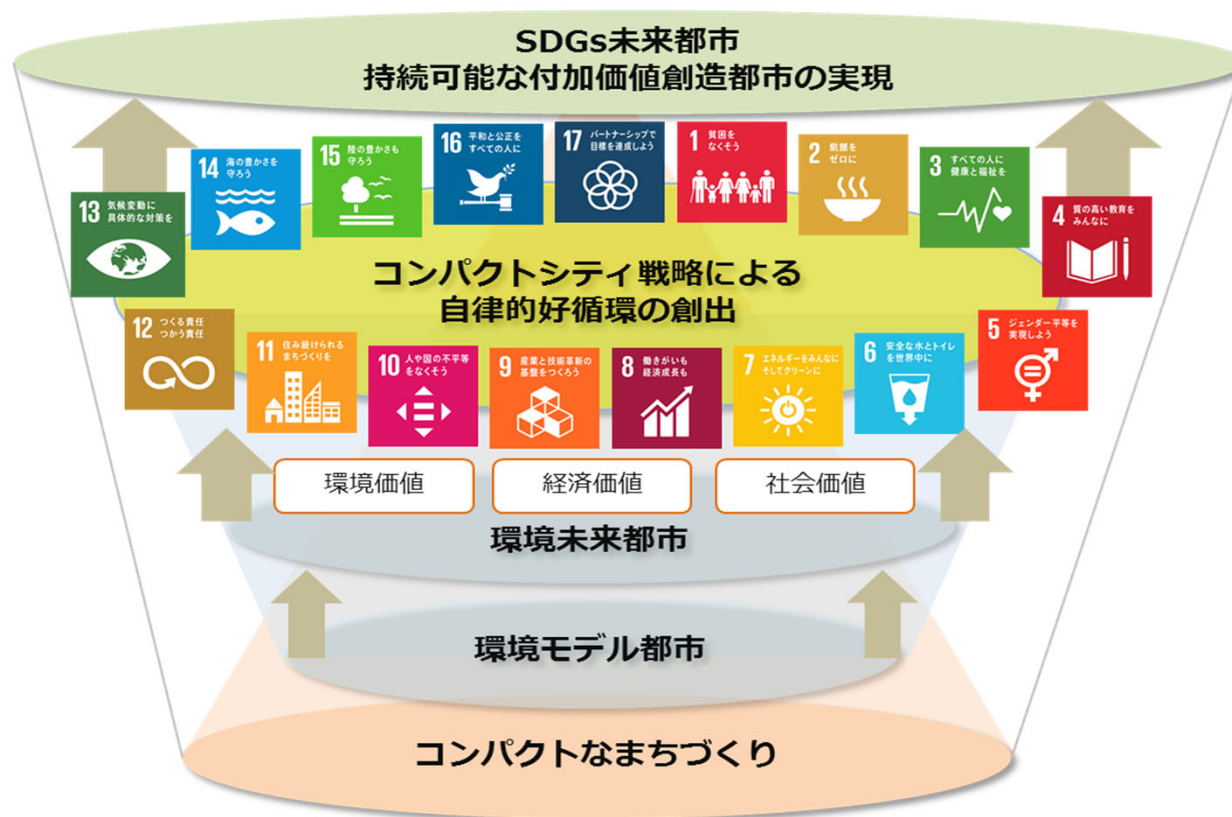 SDGs未来都市
持続可能な付加価値創造都市の実現
13 気候変動に
具体的な対策を
14 海の豊かさを
守ろう
15 陸の豊かさも
守ろう
16 平和と公正を
すべての人に
17 パートナーシップで
目標を達成しよう
1 貧困を
なくそう
2 飢餓を
ゼロに
3 すべての人に
健康と福祉を
4 質の高い教育を
みんなに
コンパクトシティ戦略による
自律的好循環の創出
12 つくる責任
つかう責任
11 住み続けられる
まちづくりを
10 人や国の不平等
をなくそう
9 産業と技術革新の
基盤をつくろう
8 働きがいも
経済成長も
7 エネルギーをみんなに
そしてクリーンに
6 安全な水とトイレ
を世界中に
5 ジェンダー平等を
実現しよう
環境価値
経済価値
社会価値
環境未来都市
環境モデル都市
コンパクトなまちづくり